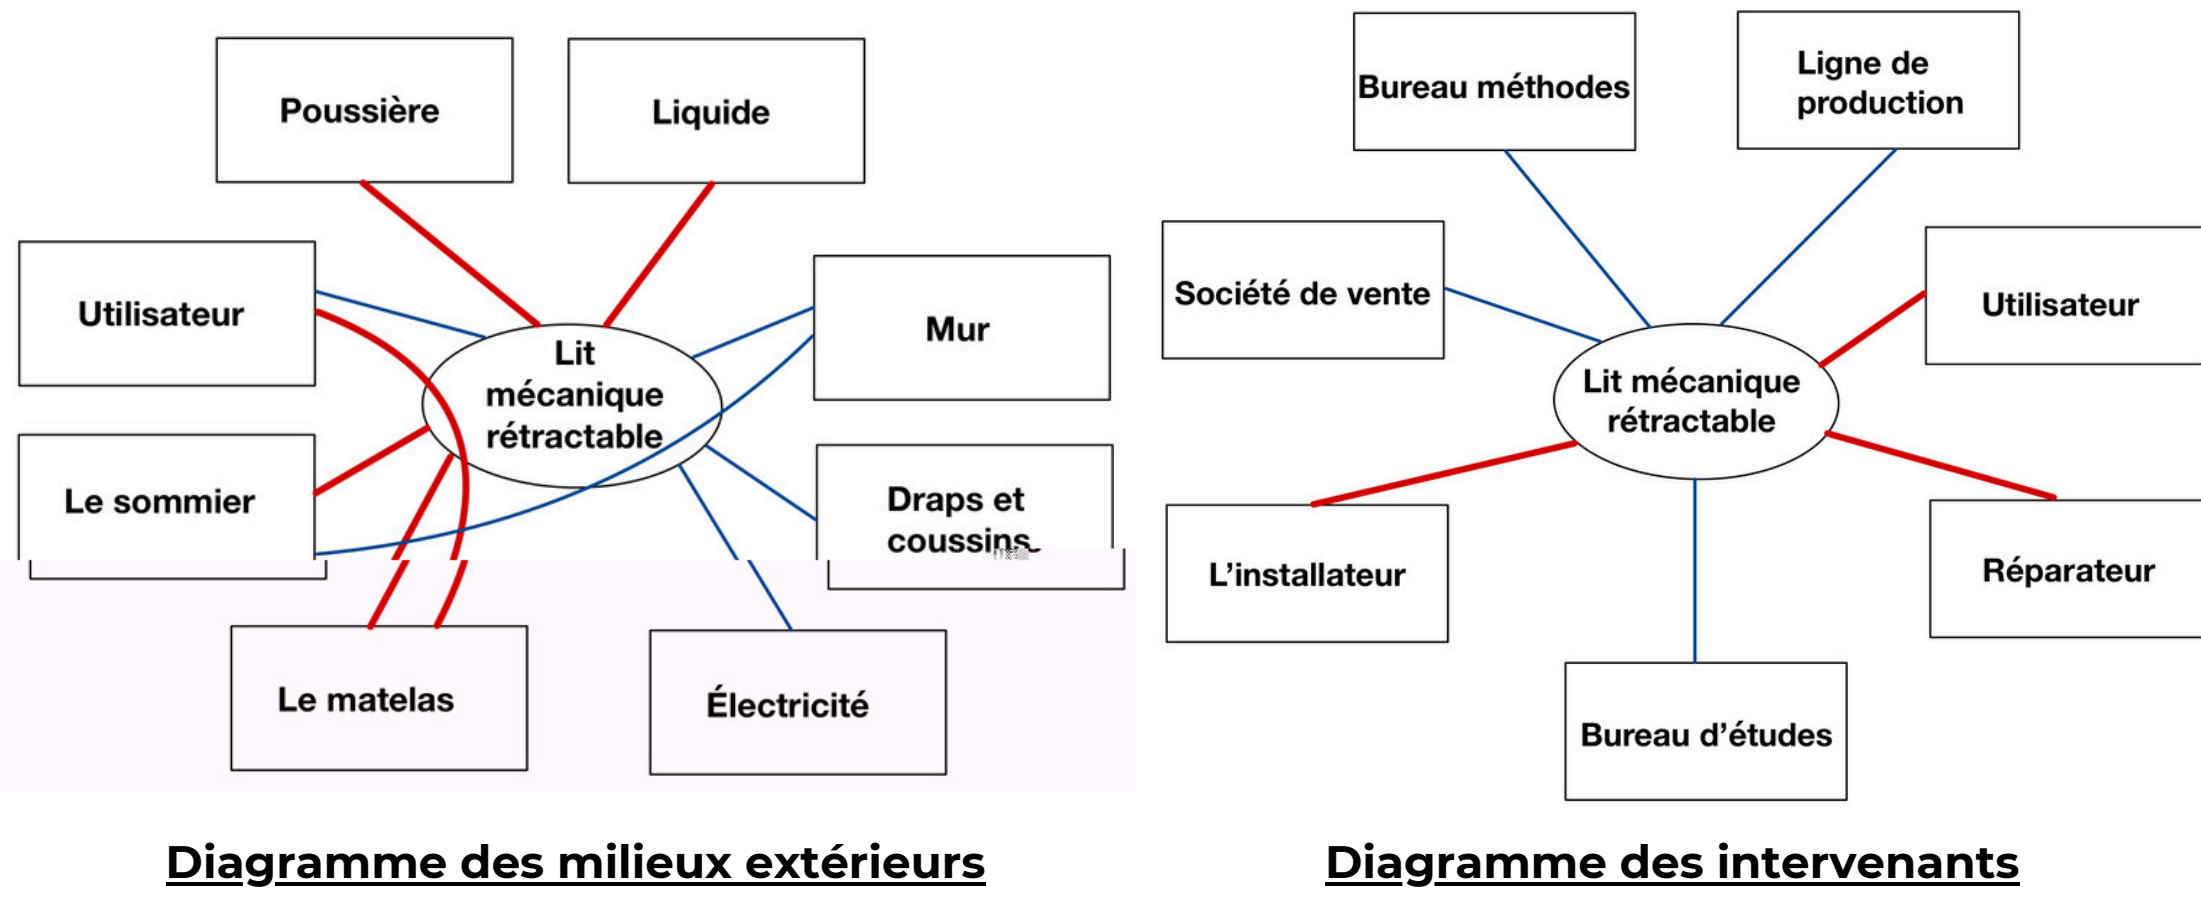 Poussière
Liquide
Utilisateur
Mur
Lit
mécanique
rétractable
Le sommier
Draps et
coussins
Le matelas
Électricité
Diagramme des milieux extérieurs
Bureau méthodes
Ligne de
production
Société de vente
Utilisateur
Lit mécanique
rétractable
L’installateur
Réparateur
Bureau d’études
Diagramme des intervenants